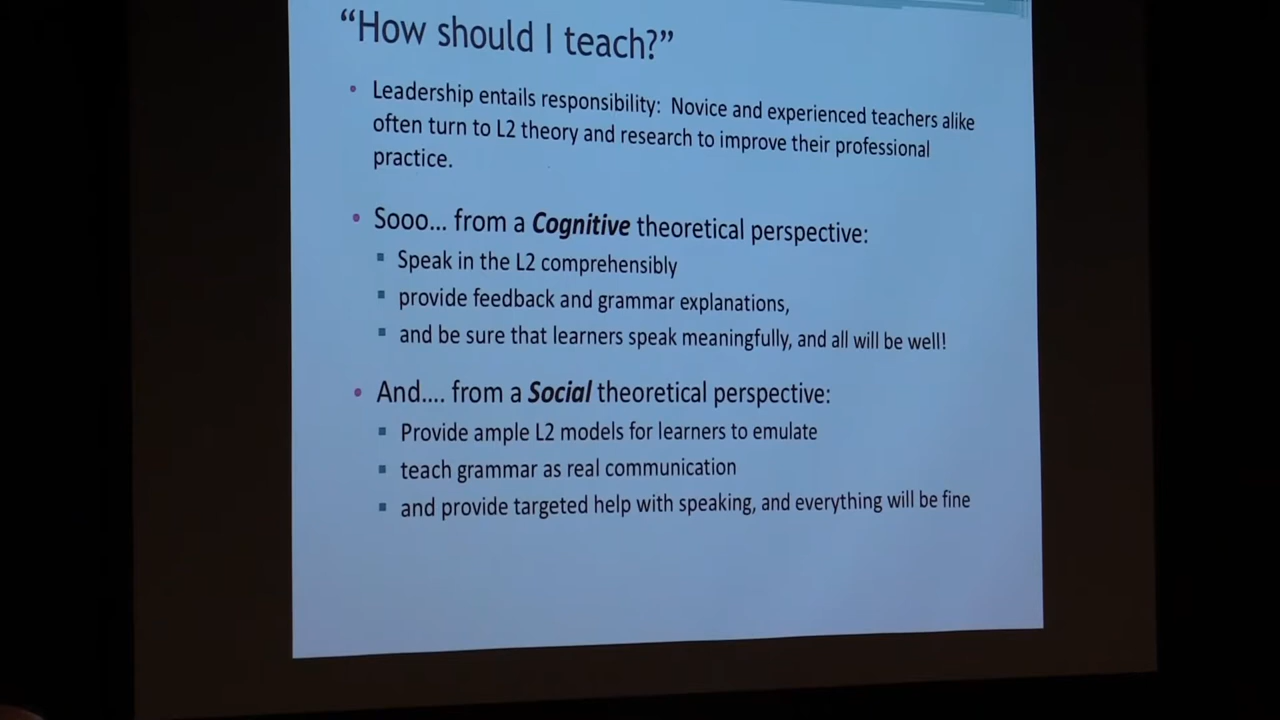 “How should I teach?”
• Leadership entails responsibility: Novice and experienced teachers alike
often turn to L2 theory and research to improve their professional
practice.
• Sooo... from a Cognitive theoretical perspective:
▪ Speak in the L2 comprehensibly
▪ provide feedback and grammar explanations,
▪ and be sure that learners speak meaningfully, and all will be well!
• And.... from a Social theoretical perspective:
▪ Provide ample L2 models for learners to emulate
▪ teach grammar as real communication
▪ and provide targeted help with speaking, and everything will be fine